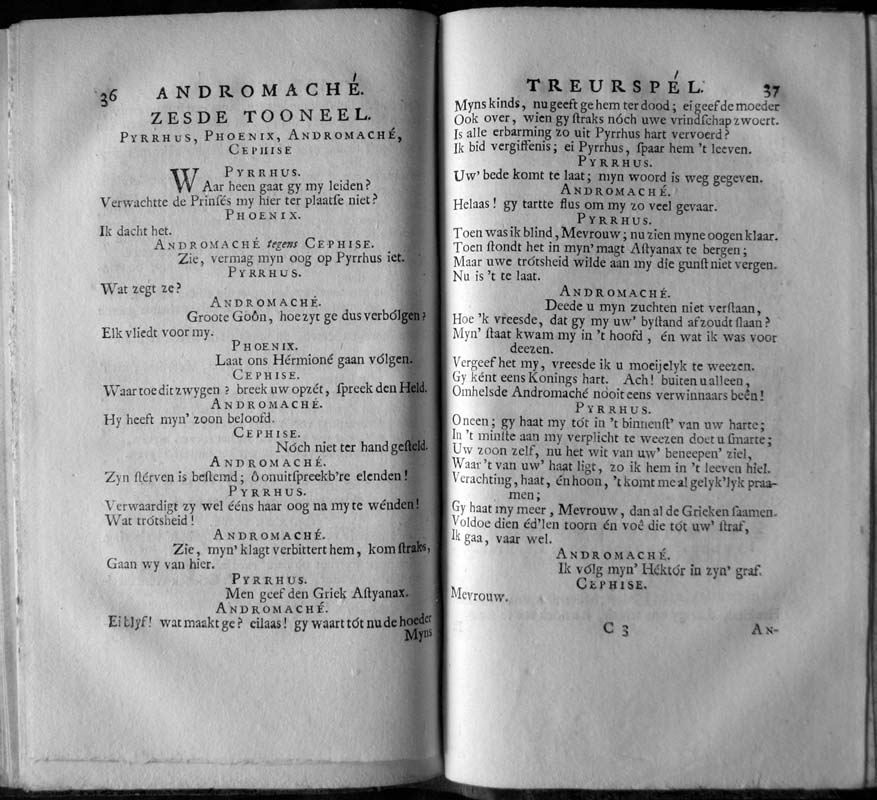 36 ANDROMACHÉ.
ZESDE TOONEEL.
PYRRHUS, PHOENIX, ANDROMACHÉ,
CEPHISE
PYRRHUS.
WAar heen gaat gy my leiden?
Verwachtte de Prinſés my hier ter plaatſe niet?
PHOENIX.
Ik dacht het.
ANDROMACHÉ tegens CEPHISE.
Zie, vermag myn oog op Pyrrhus iet.
PYRRHUS.
Wat zegt ze?
ANDROMACHÉ.
Groote Goôn, hoe zyt ge dus verbólgen?
Elk vliedt voor my.
PHOENIX.
Laat ons Hérmioné gaan vólgen.
CEPHISE.
Waar toe dit zwygen? breek uw opzét, ſpreek den Held.
ANDROMACHÉ.
Hy heeft myn' zoon beloofd.
CEPHISE.
Nóch niet ter hand geſteld.
ANDROMACHÉ.
Zyn ſtérven is beſtemd; ô onuitſpreekb're elenden!
PYRRHUS.
Verwaardigt zy wel ééns haar oog na my te wénden!
Wat trótsheid!
ANDROMACHÉ.
Zie, myn' klagt verbittert hem, kom ſtraks,
Gaan wy van hier.
PYRRHUS.
Men geef den Griek Aſtyanax.
ANDROMACHÉ.
Ei blyf! wat maakt ge? eilaas! gy waart tót nu de hoeder
Myns
TREURSPÉL. 37
Myns kinds, nu geeft ge hem ter dood; ei geef de moeder
Ook over, wien gy ſtraks nóch uwe vrindſchap zwoert.
Is alle erbarming zo uit Pyrrhus hart vervoerd?
Ik bid vergiffenis; ei Pyrrhus, ſpaar hem 't leeven.
PYRRHUS.
Uw' bede komt te laat; myn woord is weg gegeven.
ANDROMACHÉ.
Helaas! gy tartte flus om my zo veel gevaar.
PYRRHUS.
Toen was ik blind, Mevrouw; nu zien myne oogen klaar.
Toen ſtondt het in myn' magt Aſtyanax te bergen;
Maar uwe trótsheid wilde aan my die gunſt niet vergen.
Nu is 't te laat.
ANDROMACHÉ.
Deede u myn zuchten niet verſtaan,
Hoe 'k vreesde, dat gy my uw' byſtand afzoudt ſlaan?
Myn' ſtaat kwam my in 't hoofd, én wat ik was voor
deezen.
Vergeef het my, vreesde ik u moeijelyk te weezen.
Gy ként eens Konings hart. Ach! buiten u alleen,
Omhelsde Andromaché nooit eens verwinnaars beên!
PYRRHUS.
Oneen; gy haat my tót in 't binnenſt' van uw harte;
In 't minſte aan my verplicht te weezen doet u ſmarte;
Uw zoon zelf, nu het wit van uw' beneepen' ziel,
Waar 't van uw' haat ligt, zo ik hem in 't leeven hiel.
Verachting, haat, én hoon, 't komt me al gelyk'lyk praa-
men;
Gy haat my meer, Mevrouw, dan al de Grieken ſaamen.
Voldoe dien éd'len toorn én voê die tót uw' ſtraf,
Ik gaa, vaar wel.
ANDROMACHÉ.
Ik vólg myn' Héktór in zyn' graf.
CEPHISE.
Mevrouw.
C 3 AN-